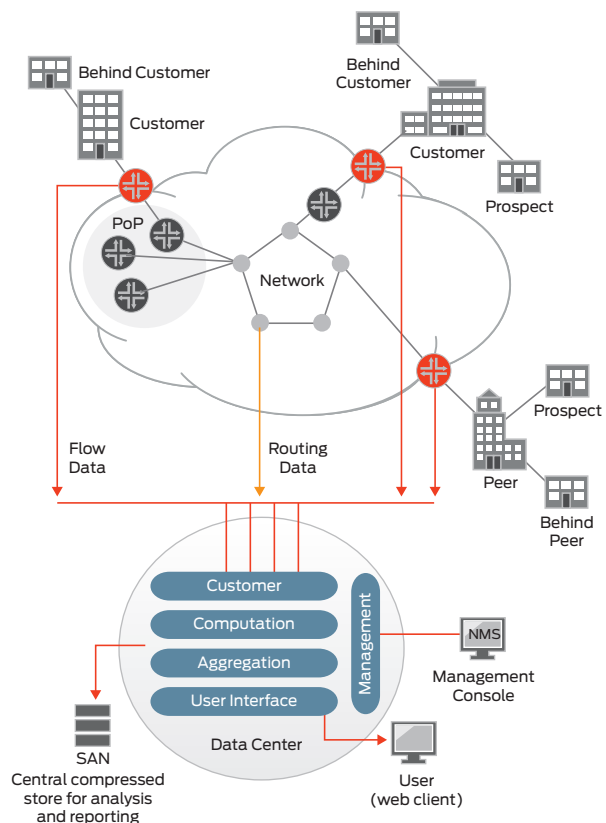 Behind Customer
Customer
Behind
Customer
Customer
Prospect
PoP
Network
Prospect
Peer
Behind
Peer
Flow
Data
Routing
Data
Customer
Computation
Aggregation
User Interface
Management
Data Center
NMS
Management
Console
SAN
Central compressed
store for analysis
and reporting
User
(web client)